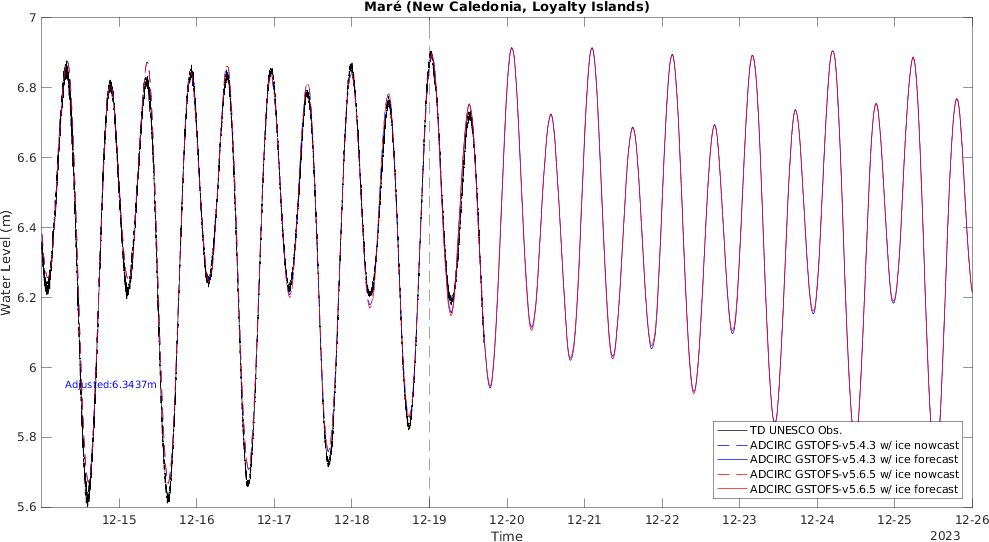 Maré (New Caledonia, Loyalty Islands)
7
6.8
6.6
6.4
6.2
6
5.8
5.6
Water Level (m)
Adjusted:6.3437m
TD UNESCO Obs.
ADCIRC GSTOFS-v5.4.3 w/ ice nowcast
ADCIRC GSTOFS-v5.4.3 w/ ice forecast
ADCIRC GSTOFS-v5.6.5 w/ ice nowcast
ADCIRC GSTOFS-v5.6.5 w/ ice forecast
12-15 12-16 12-17 12-18 12-19 12-20 12-21 12-22 12-23 12-24 12-25 12-26
Time
2023